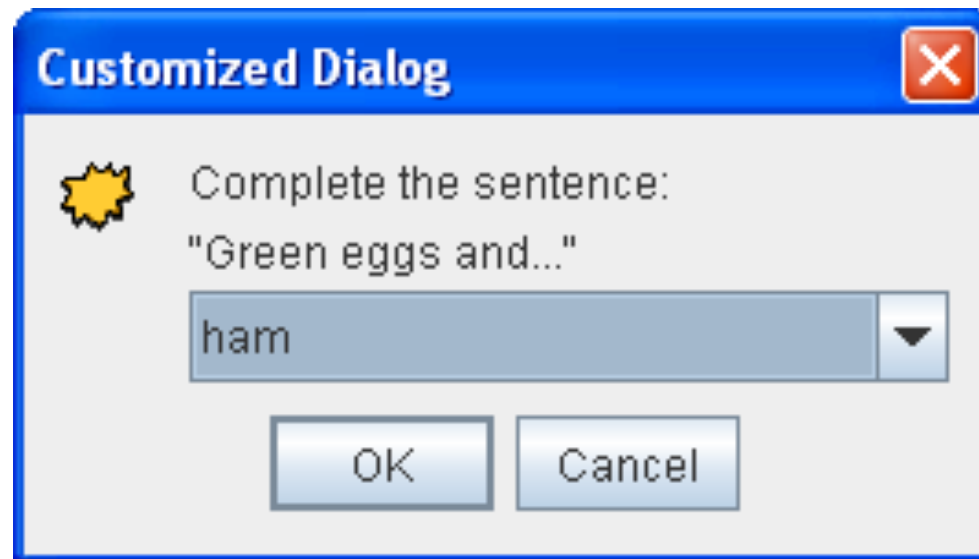 Customized Dialog
Complete the sentence:
"Green eggs and..."
ham
OK Cancel